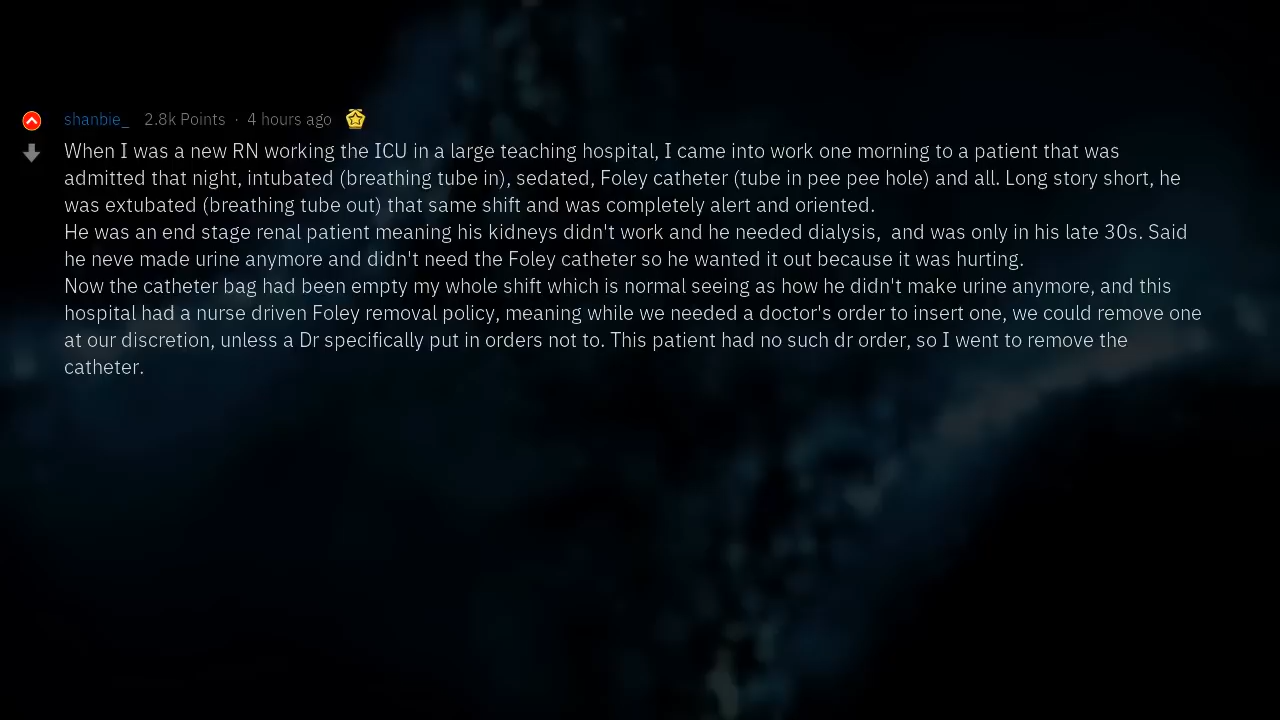 shanbie_ 2.8k Points · 4 hours ago
When I was a new RN working the ICU in a large teaching hospital, I came into work one morning to a patient that was
admitted that night, intubated (breathing tube in), sedated, Foley catheter (tube in pee pee hole) and all. Long story short, he
was extubated (breathing tube out) that same shift and was completely alert and oriented.
He was an end stage renal patient meaning his kidneys didn't work and he needed dialysis,  and was only in his late 30s. Said
he neve made urine anymore and didn't need the Foley catheter so he wanted it out because it was hurting.
Now the catheter bag had been empty my whole shift which is normal seeing as how he didn't make urine anymore, and this
hospital had a nurse driven Foley removal policy, meaning while we needed a doctor's order to insert one, we could remove one
at our discretion, unless a Dr specifically put in orders not to. This patient had no such dr order, so I went to remove the
catheter.